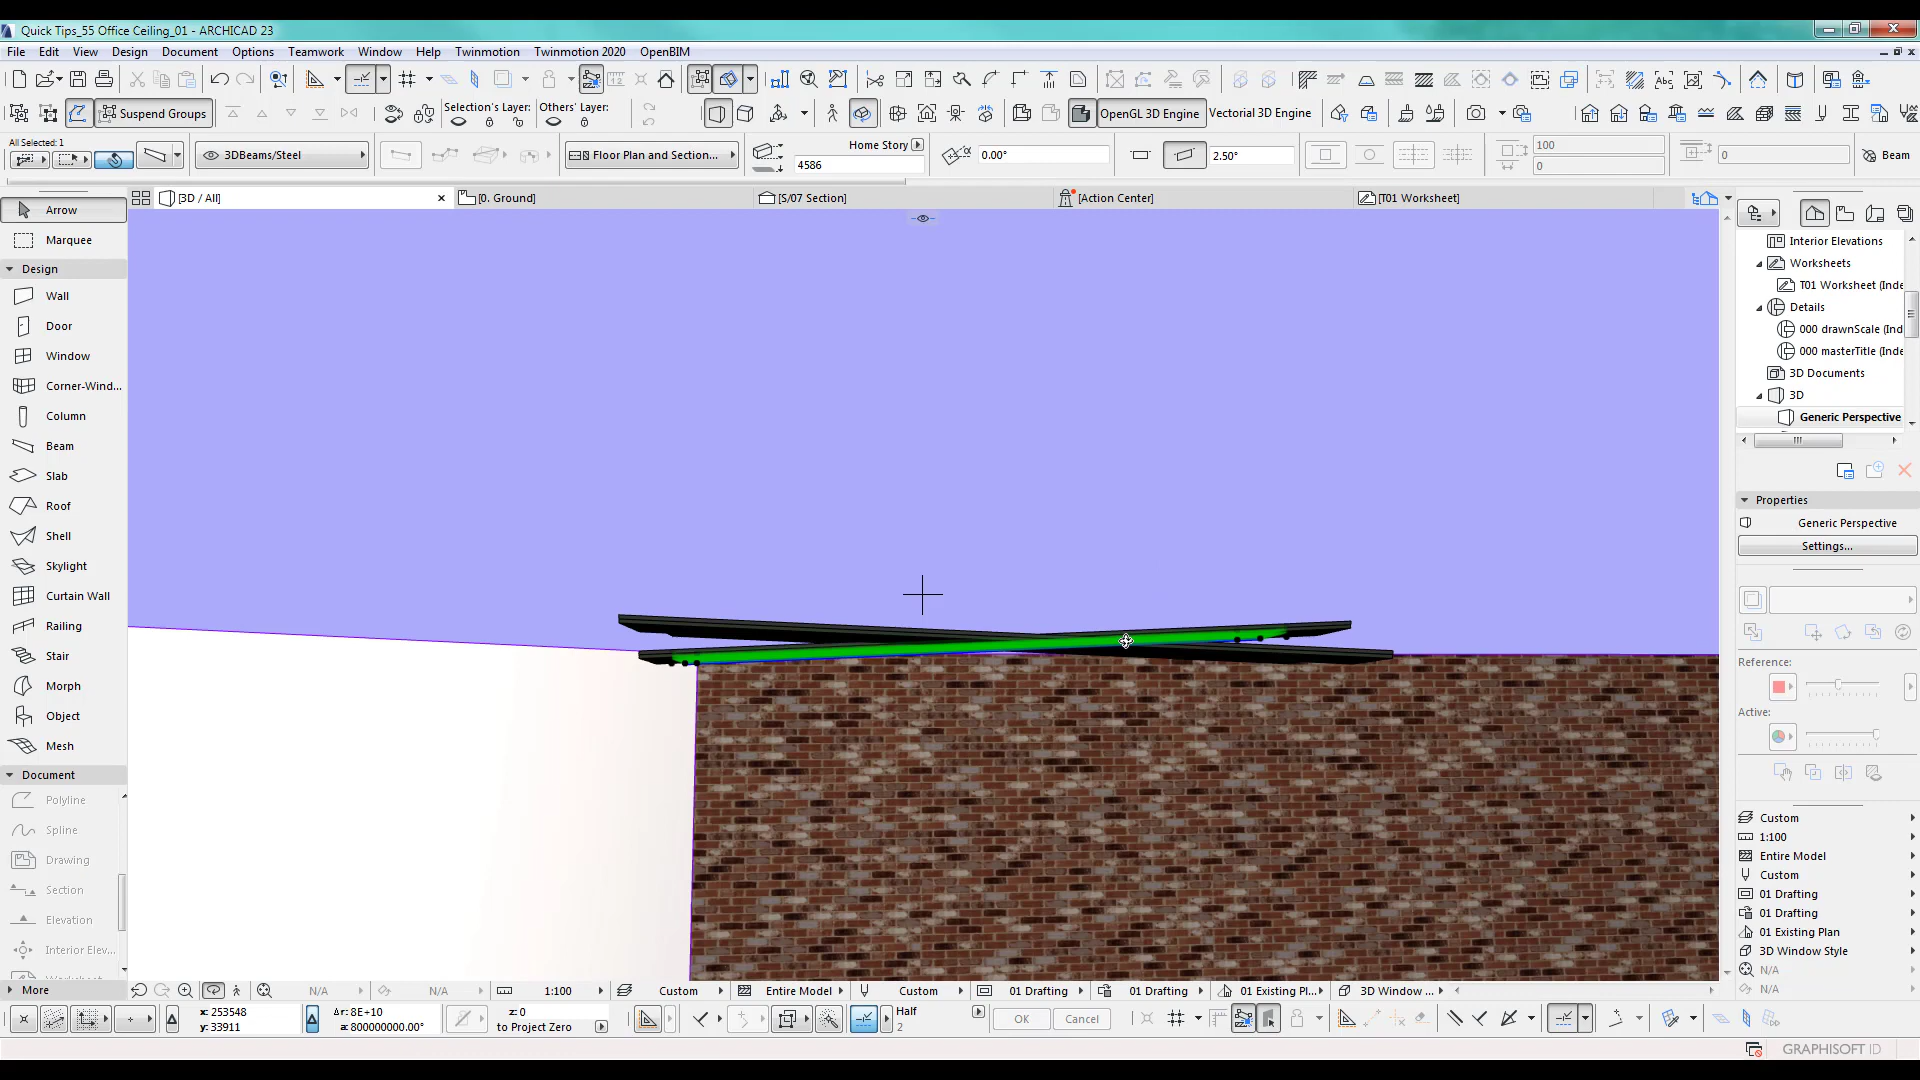 Quick Tips_55 Office Ceiling_01 - ARCHICAD 23
File Edit View Design Document Options Teamwork Window Help Twinmotion Twinmotion 2020 OpenBIM
Suspend Groups
Selection's Layer:
Others' Layer:
OpenGL 3D Engine
Vectorial 3D Engine
All Selected: 1
3DBeams/Steel
Floor Plan and Section...
Home Story
4586
0.00°
2.50°
100
0
0
Beam
[3D / All]
[0. Ground]
[S/07 Section]
[Action Center]
[T01 Worksheet]
Arrow
Marquee
Design
Wall
Door
Window
Corner-Wind...
Column
Beam
Slab
Roof
Shell
Skylight
Curtain Wall
Railing
Stair
Morph
Object
Mesh
Document
Polyline
Spline
Drawing
Section
Elevation
Interior Elev...
More
Interior Elevations
Worksheets
T01 Worksheet (Inde
Details
000 drawnScale (Ind
000 masterTitle (Inde
3D Documents
3D
Generic Perspective
Properties
Generic Perspective
Settings...
Reference:
Active:
Custom
1:100
Entire Model
Custom
01 Drafting
01 Drafting
01 Existing Plan
3D Window Style
N/A
N/A
N/A
N/A
1:100
Custom
Entire Model
Custom
01 Drafting
01 Drafting
01 Existing Pl...
3D Window ...
x: 253548
y: 33911
Δr: 8E+10
a: 800000000.00°
z: 0
to Project Zero
Half
2
OK
Cancel
GRAPHISOFT ID